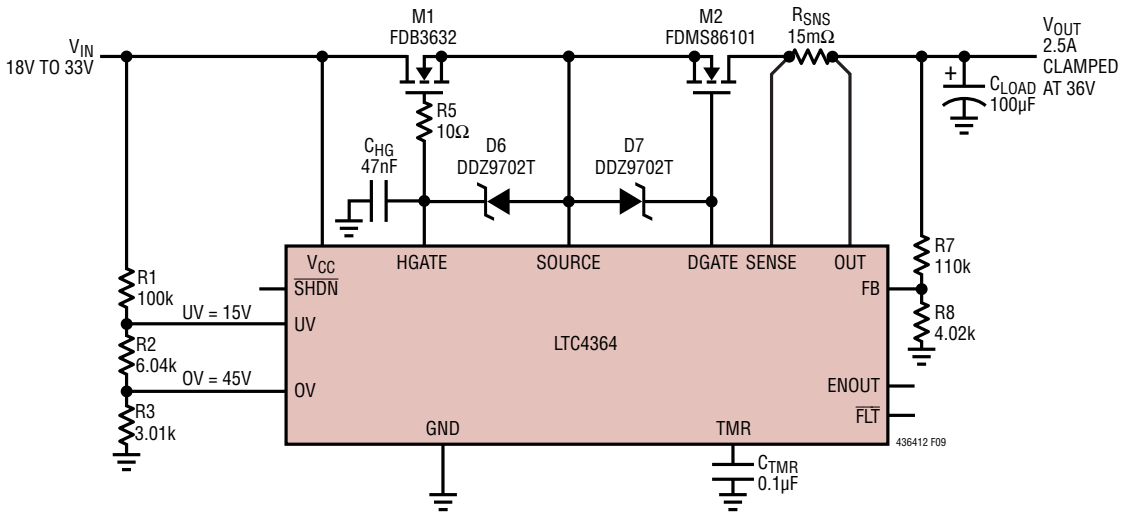 M1
FDB3632
M2
FDMS86101
RSNS
15mΩ
VIN
18V TO 33V
VOUT
2.5A
CLAMPED
AT 36V
+
CLOAD
100µF
R5
10Ω
CHG
47nF
D6
DDZ9702T
D7
DDZ9702T
R1
100k
VCC
HGATE
SOURCE
DGATE
SENSE
OUT
R7
110k
SHDN
FB
UV = 15V
UV
R8
4.02k
R2
6.04k
LTC4364
OV = 45V
OV
ENOUT
R3
3.01k
FLT
GND
TMR
436412 F09
CTMR
0.1µF